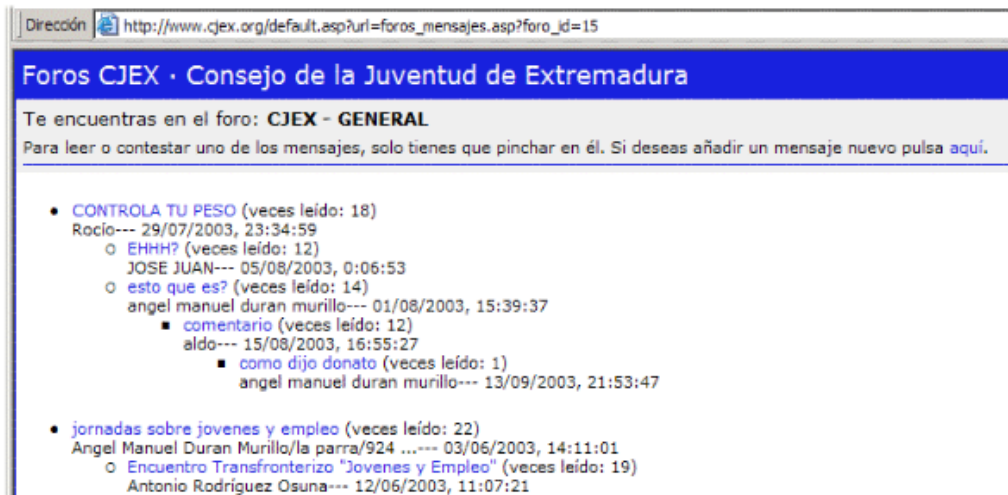 Dirección http://www.cjex.org/default.asp?url=foros_mensajes.asp?foro_id=15
Foros CJEX · Consejo de la Juventud de Extremadura
Te encuentras en el foro: CJEX - GENERAL
Para leer o contestar uno de los mensajes, solo tienes que pinchar en él. Si deseas añadir un mensaje nuevo pulsa aquí.
CONTROLA TU PESO (veces leído: 18)
Rocío--- 29/07/2003, 23:34:59
EHHH? (veces leído: 12)
JOSE JUAN--- 05/08/2003, 0:06:53
esto que es? (veces leído: 14)
angel manuel duran murillo--- 01/08/2003, 15:39:37
comentario (veces leído: 12)
aldo--- 15/08/2003, 16:55:27
como dijo donato (veces leído: 1)
angel manuel duran murillo--- 13/09/2003, 21:53:47
jornadas sobre jovenes y empleo (veces leído: 22)
Angel Manuel Duran Murillo/la parra/924 ...--- 03/06/2003, 14:11:01
Encuentro Transfronterizo "Jovenes y Empleo" (veces leído: 19)
Antonio Rodríguez Osuna--- 12/06/2003, 11:07:21